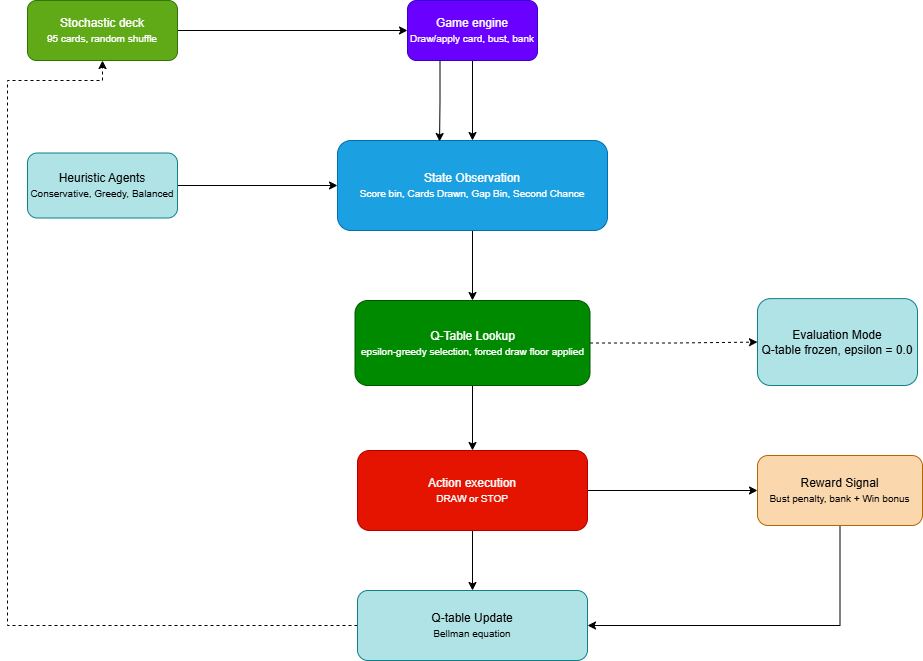 Stochastic deck
95 cards, random shuffle
Game engine
Draw/apply card, bust, bank
Heuristic Agents
Conservative, Greedy, Balanced
State Observation
Score bin, Cards Drawn, Gap Bin, Second Chance
Q-Table Lookup
epsilon-greedy selection, forced draw floor applied
Evaluation Mode
Q-table frozen, epsilon = 0.0
Action execution
DRAW or STOP
Reward Signal
Bust penalty, bank + Win bonus
Q-table Update
Bellman equation